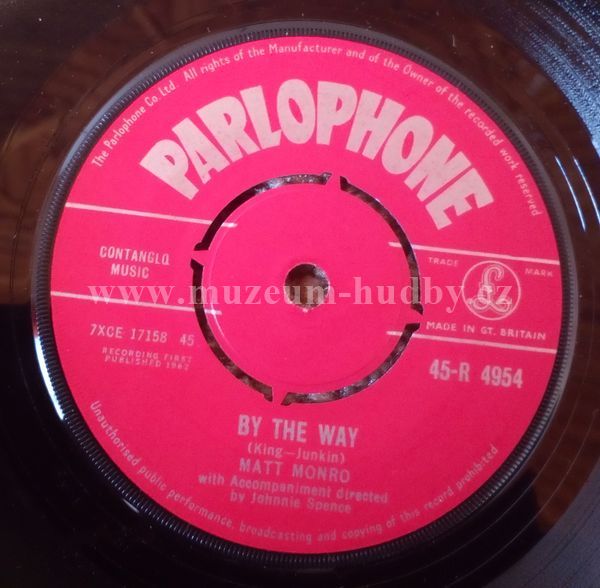 The Parlophone Co. Ltd. All rights of the Manufacturer and of the Owner of the recorded work reserved
PARLOPHONE
CONTANGLO
MUSIC
TRADE MARK
£
www.muzeum-hudby.cz
7XCE 17158 45
RECORDING FIRST
PUBLISHED 1962
MADE IN GT. BRITAIN
45-R 4954
BY THE WAY
(King—Junkin)
MATT MONRO
with Accompaniment directed
by Johnnie Spence
Unauthorised public performance, broadcasting and copying of this record prohibited